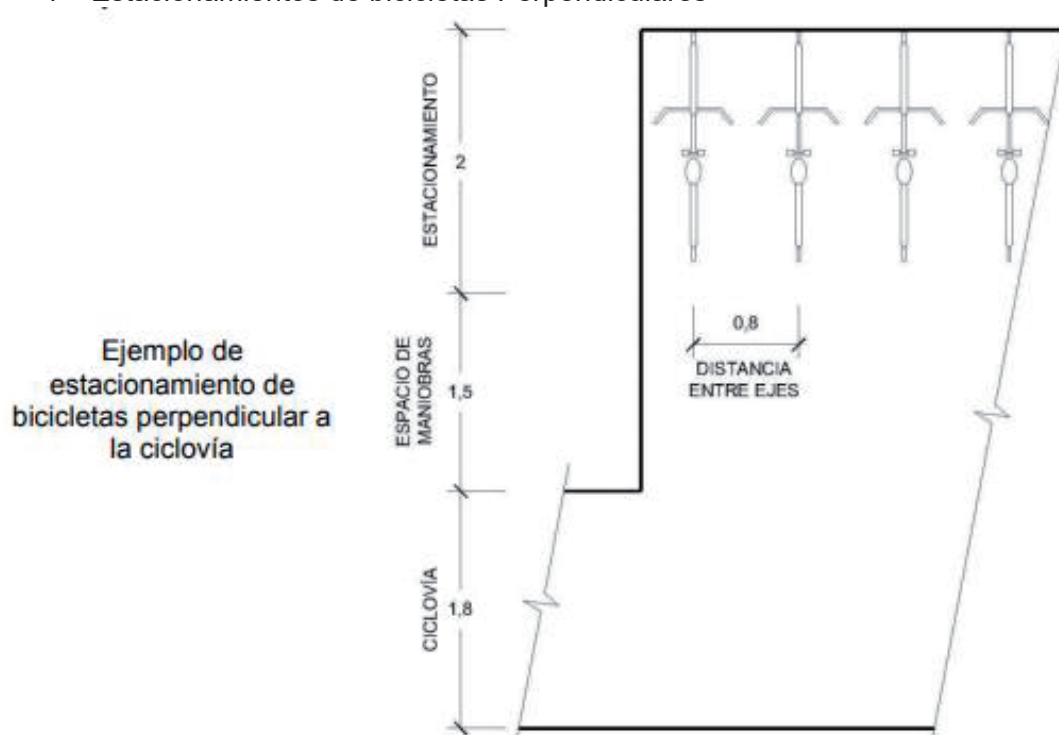 Estacionamientos de bicicletas Perpendiculares
ESTACIONAMIENTO
2
ESPACIO DE
MANIOBRAS
1,5
CICLOVÍA
1,8
0,8
DISTANCIA
ENTRE EJES
Ejemplo de
estacionamiento de
bicicletas perpendicular a
la ciclovía